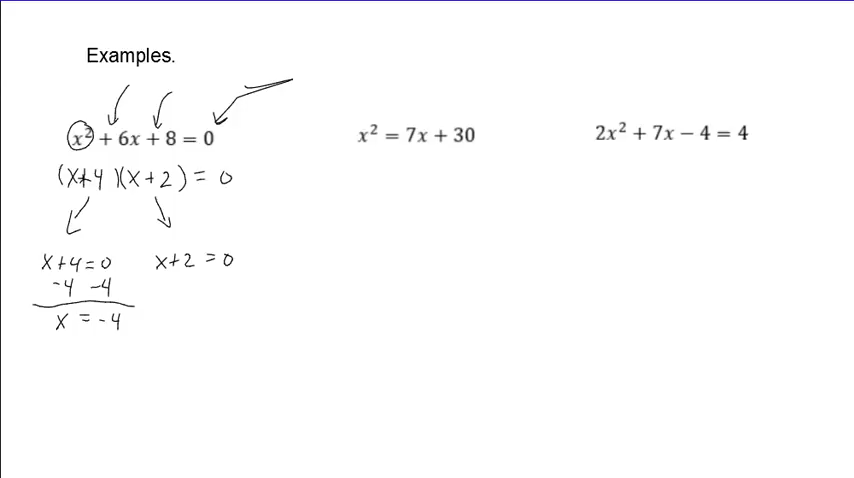 Examples.
x² + 6x + 8 = 0
(x+4)(x+2) = 0
x+4=0 x+2=0
-4 -4
x = -4
x² = 7x + 30
2x² + 7x − 4 = 4